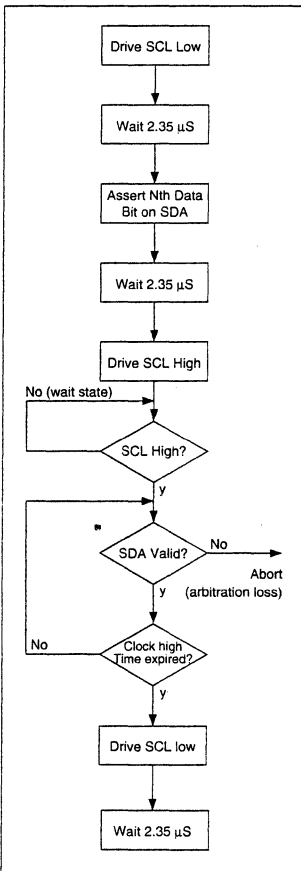 Drive SCL Low
Wait 2.35 μS
Assert Nth Data
Bit on SDA
Wait 2.35 μS
Drive SCL High
No (wait state)
SCL High?
y
SDA Valid?
No
Abort
(arbitration loss)
y
Clock high
Time expired?
No
y
Drive SCL low
Wait 2.35 μS